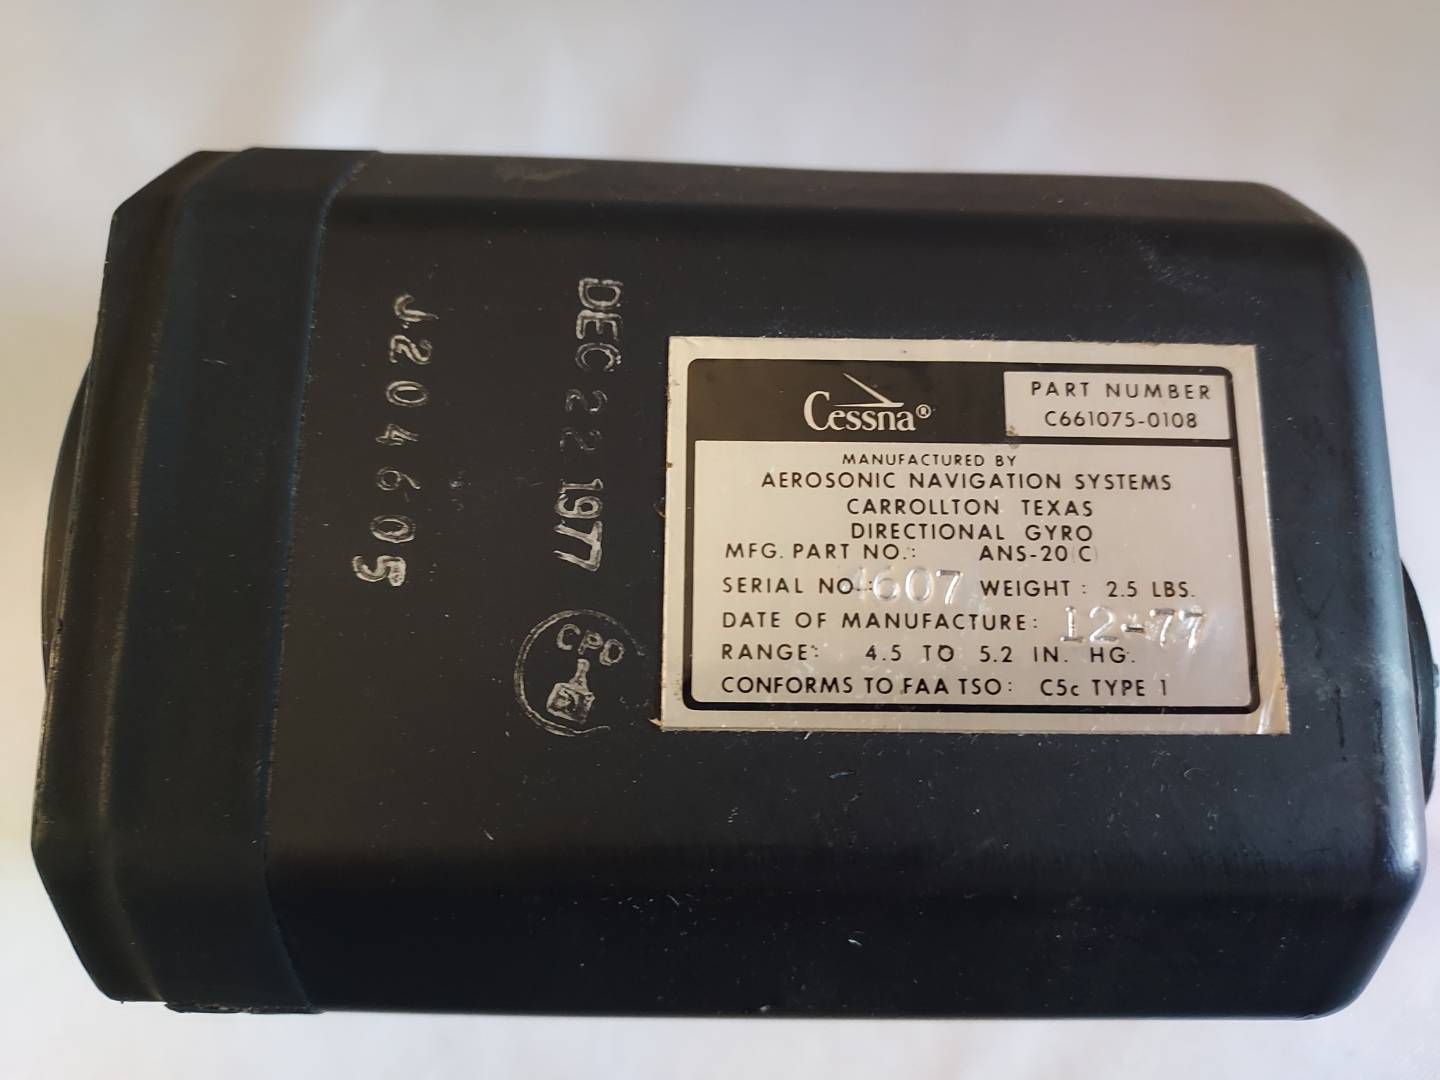 J204605
DEC 22 1977
CPD
Cessna®
PART NUMBER
C661075-0108
MANUFACTURED BY
AEROSONIC NAVIGATION SYSTEMS
CARROLLTON TEXAS
DIRECTIONAL GYRO
MFG. PART NO.: ANS-20(C)
SERIAL NO.: 4607 WEIGHT: 2.5 LBS.
DATE OF MANUFACTURE: 12-77
RANGE: 4.5 TO 5.2 IN. HG.
CONFORMS TO FAA TSO: C5c TYPE 1